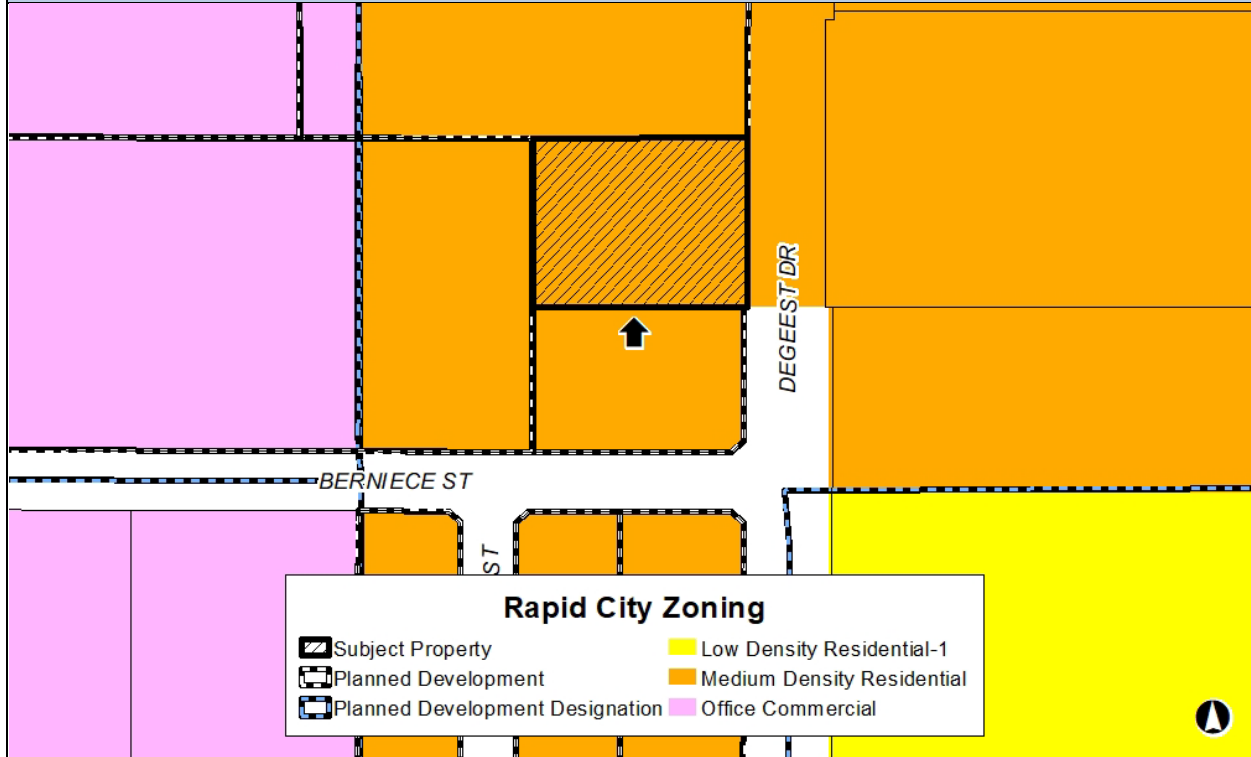 DEGEEST DR
BERNIECE ST
ST
Rapid City Zoning
Subject Property
Low Density Residential-1
Planned Development
Medium Density Residential
Planned Development Designation
Office Commercial